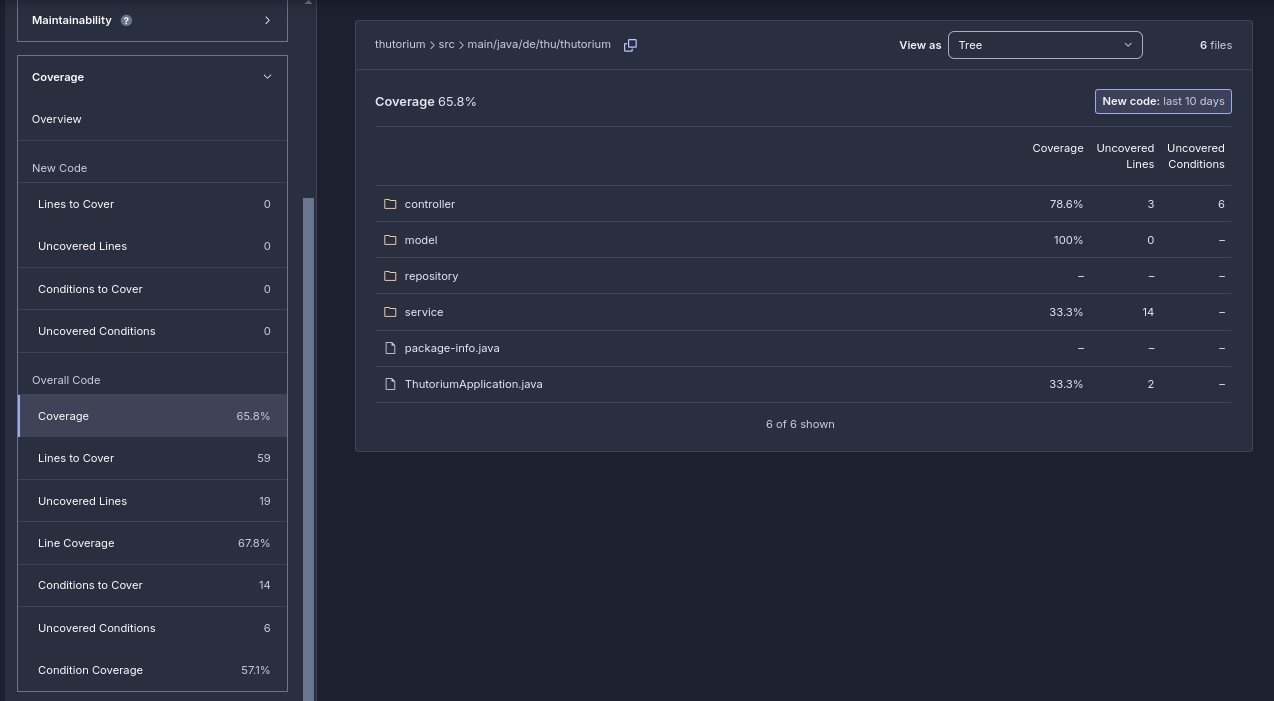 Maintainability ?
Coverage
Overview
New Code
Lines to Cover 0
Uncovered Lines 0
Conditions to Cover 0
Uncovered Conditions 0
Overall Code
Coverage 65.8%
Lines to Cover 59
Uncovered Lines 19
Line Coverage 67.8%
Conditions to Cover 14
Uncovered Conditions 6
Condition Coverage 57.1%
thutorium > src > main/java/de/thu/thutorium
View as Tree 6 files
Coverage 65.8% New code: last 10 days
Coverage Uncovered Uncovered
Lines Conditions
controller 78.6% 3 6
model 100% 0 –
repository – – –
service 33.3% 14 –
package-info.java – – –
ThutoriumApplication.java 33.3% 2 –
6 of 6 shown